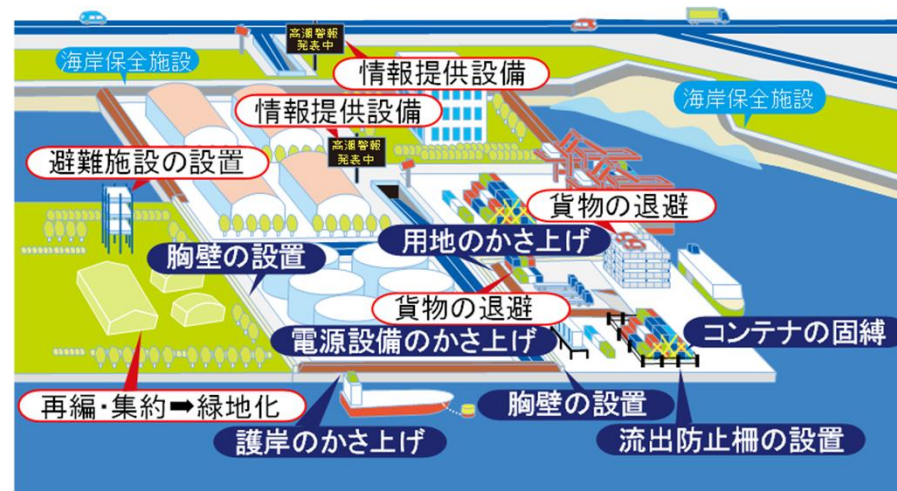 高潮警報
発表中
海岸保全施設
情報提供設備
情報提供設備
海岸保全施設
高潮警報
発表中
避難施設の設置
貨物の退避
用地のかさ上げ
胸壁の設置
貨物の退避
電源設備のかさ上げ
コンテナの固縛
再編・集約➡緑地化
胸壁の設置
護岸のかさ上げ
流出防止柵の設置